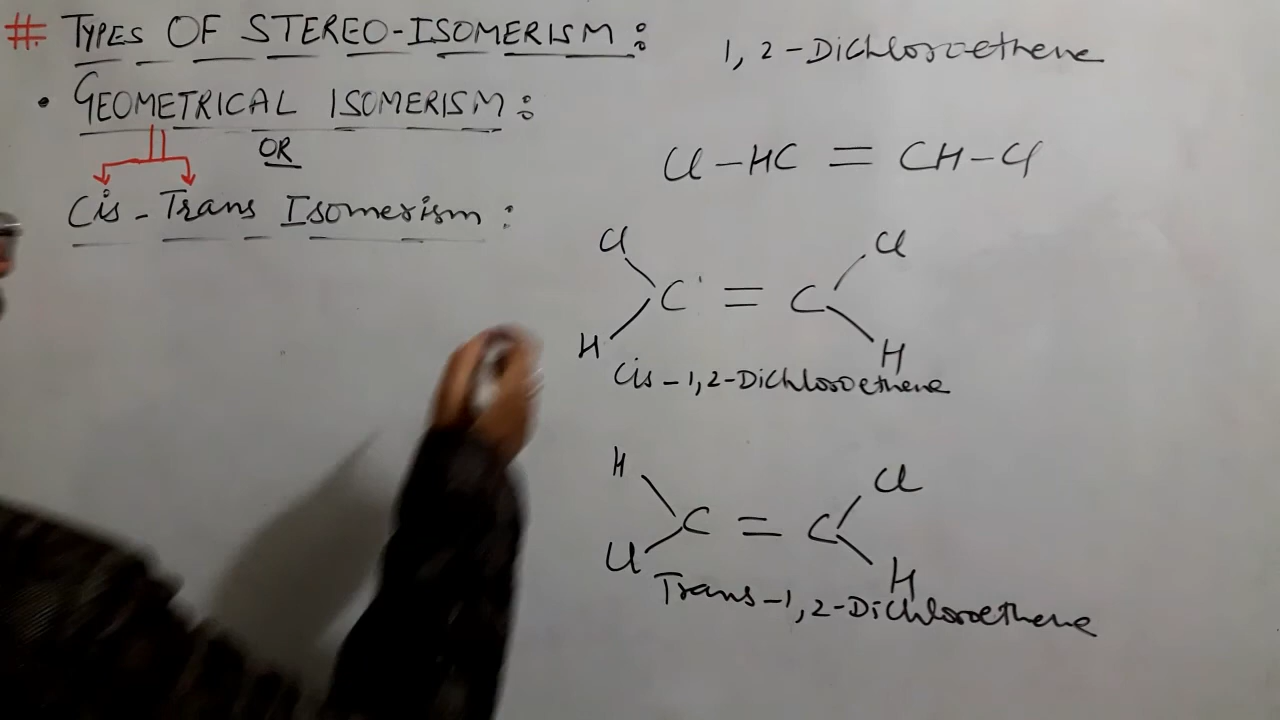 # TYPES OF STEREO-ISOMERISM:
• GEOMETRICAL ISOMERISM:
OR
Cis-Trans Isomerism:
1,2-Dichloroethene
Cl-HC=CH-Cl
Cl Cl
C=C
H H
Cis-1,2-Dichloroethene
H Cl
C=C
Cl H
Trans-1,2-Dichloroethene